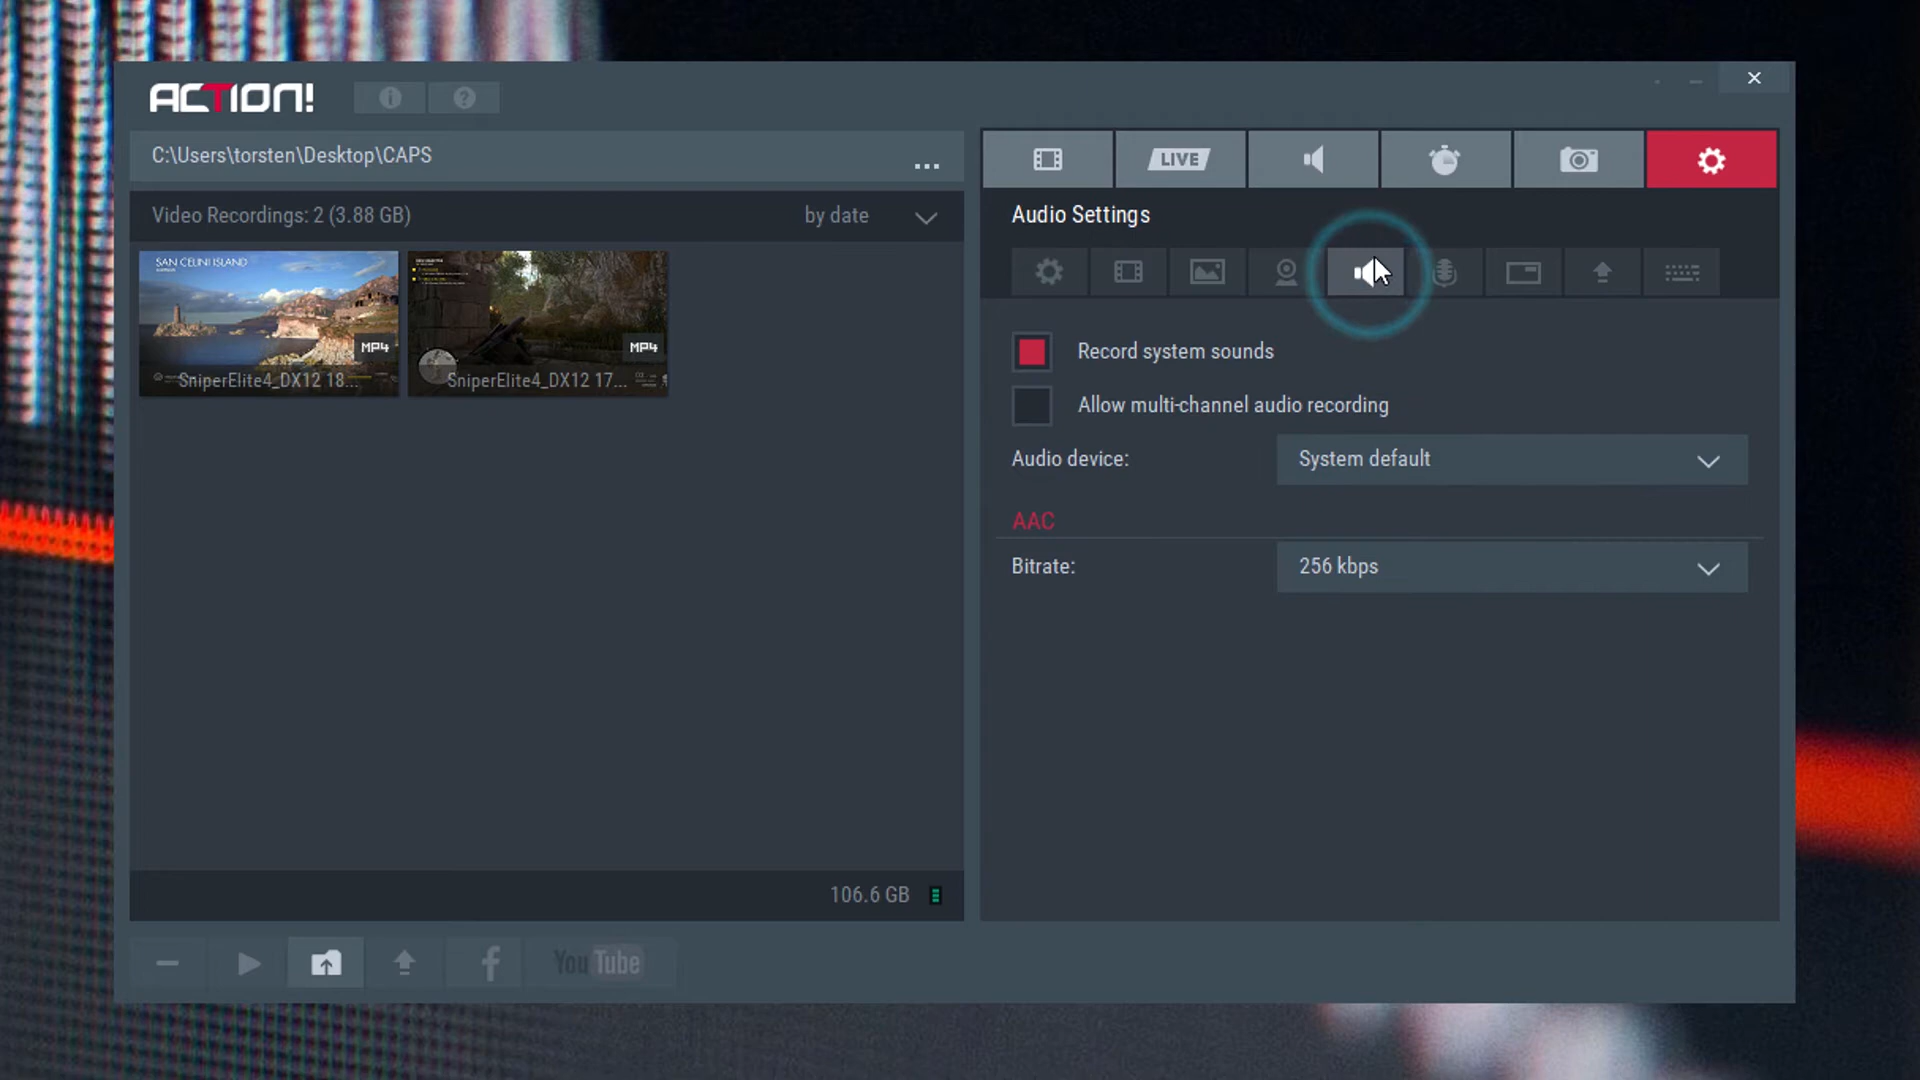 ACTION!
C:\Users\torsten\Desktop\CAPS
...
LIVE
Video Recordings: 2 (3.88 GB)
by date
Audio Settings
SAN CELINI ISLAND
MP4
SniperElite4_DX12 18...
MP4
SniperElite4_DX12 17...
Record system sounds
Allow multi-channel audio recording
Audio device:
System default
AAC
Bitrate:
256 kbps
106.6 GB
YouTube